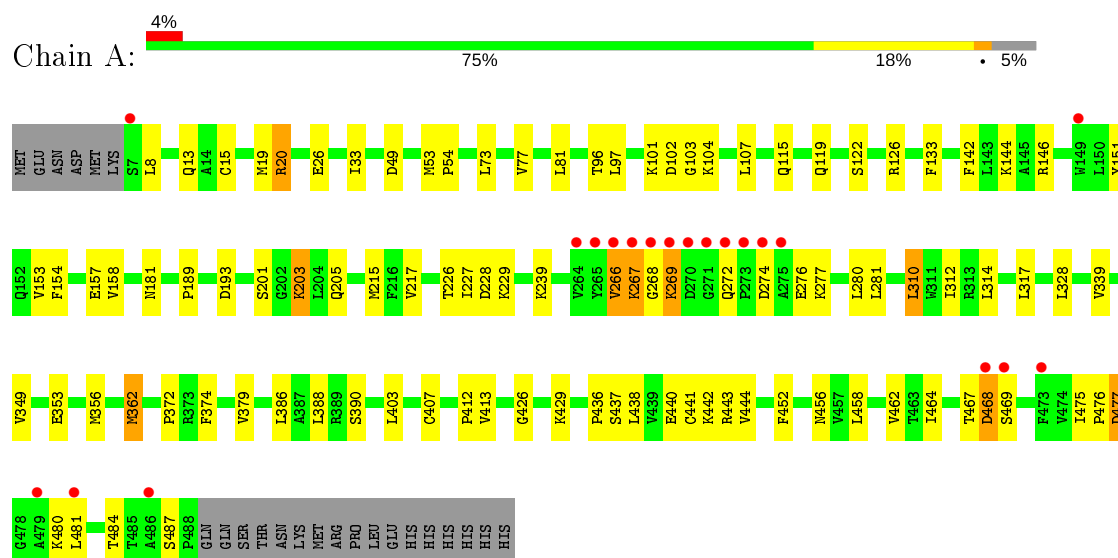 4%
Chain A: 75% 18% • 5%
MET GLU ASN ASP MET LYS S7 L8 Q13 A14 C15 M19 R20 E26 I33 D49 M53 P54 L73 V77 L81 T96 L97 K101 D102 G103 K104 L107 Q115 Q119 S122 R126 F133 F142 L143 K144 A145 R146 W149 L150 Y151
Q152 V153 F154 E157 V158 N181 P189 D193 S201 G202 K203 L204 Q205 M215 F216 V217 T226 I227 D228 K229 K239 V264 Y265 V266 K267 G268 K269 D270 G271 Q272 P273 D274 A275 E276 K277 L280 L281 L310 W311 I312 R313 L314 L317 L328 V339
V349 E353 M356 M362 P372 R373 F374 V379 L386 A387 L388 R389 S390 L403 C407 P412 V413 G426 K429 P436 S437 L438 V439 E440 C441 K442 R443 V444 F452 N456 V457 L458 V462 T463 I464 T467 D468 S469 F473 V474 I475 P476 D477
G478 A479 K480 L481 T484 T485 A486 S487 P488 GLN GLN SER THR ASN LYS MET ARG PRO LEU GLU HIS HIS HIS HIS HIS HIS